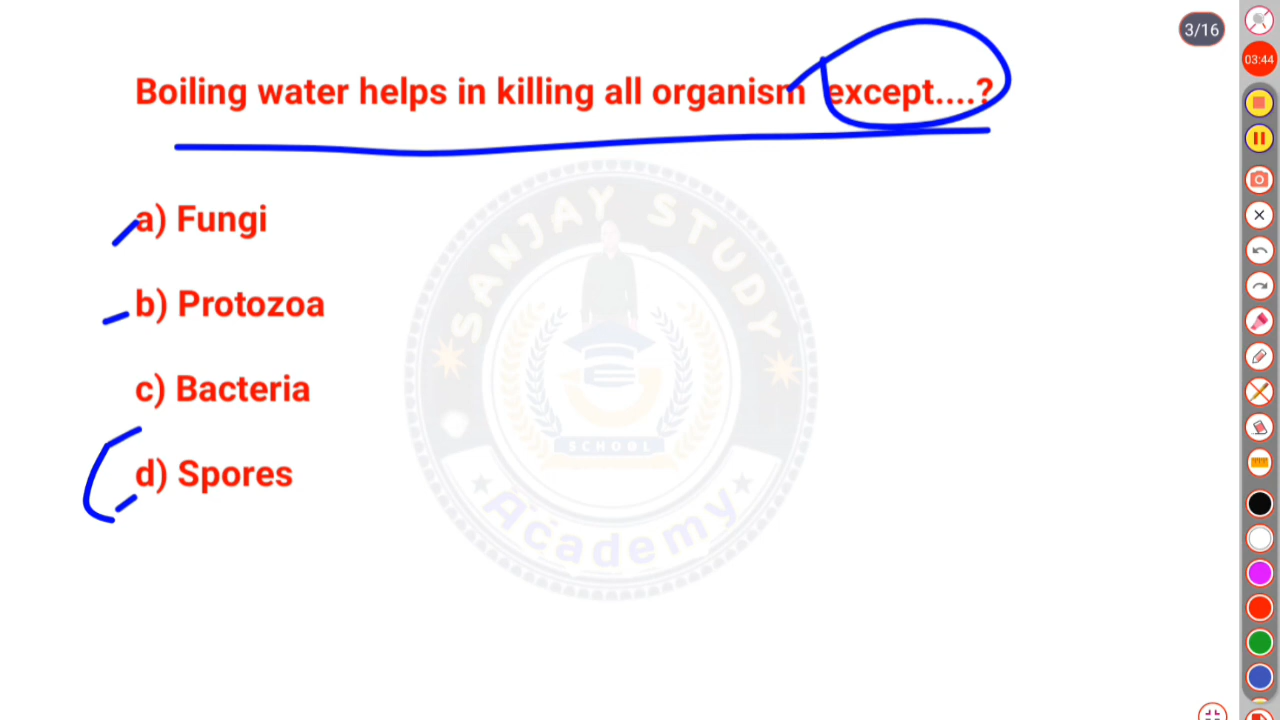 3/16
03:44
Boiling water helps in killing all organism except....?
a) Fungi
b) Protozoa
c) Bacteria
d) Spores
SANJAY STUDY
SCHOOL
Academy